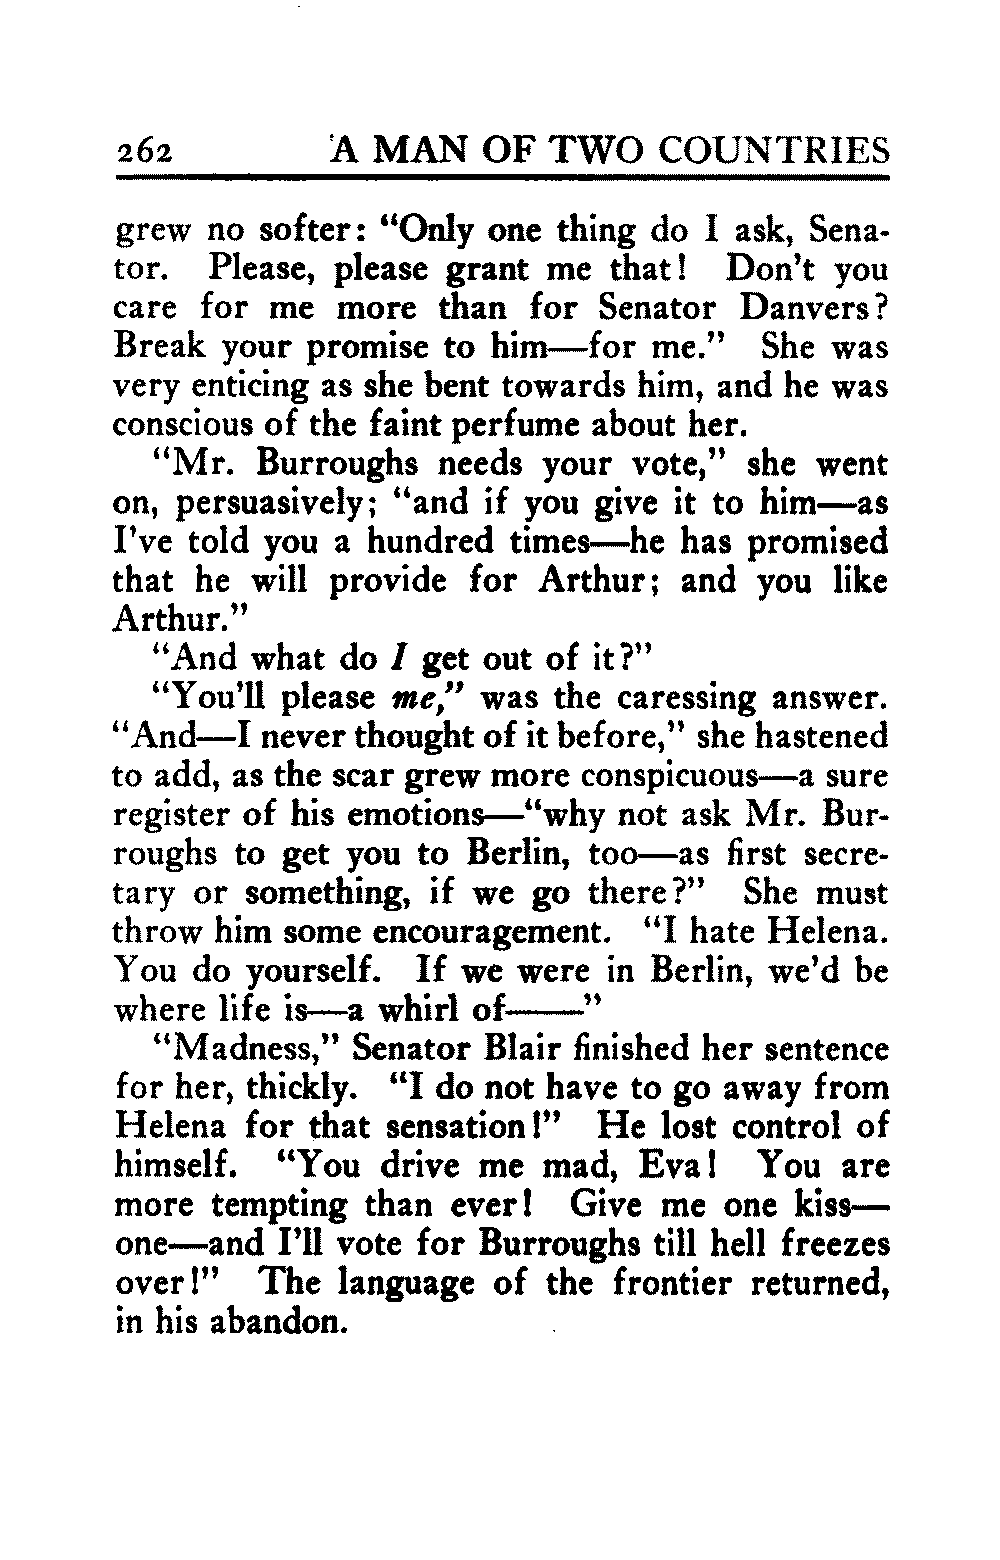 262 A MAN OF TWO COUNTRIES
grew no softer: "Only one thing do I ask, Sena-
tor. Please, please grant me that! Don't you
care for me more than for Senator Danvers?
Break your promise to him—for me." She was
very enticing as she bent towards him, and he was
conscious of the faint perfume about her.
"Mr. Burroughs needs your vote," she went
on, persuasively; "and if you give it to him—as
I've told you a hundred times—he has promised
that he will provide for Arthur; and you like
Arthur."
"And what do I get out of it?"
"You'll please me," was the caressing answer.
"And—I never thought of it before," she hastened
to add, as the scar grew more conspicuous—a sure
register of his emotions—"why not ask Mr. Bur-
roughs to get you to Berlin, too—as first secre-
tary or something, if we go there?" She must
throw him some encouragement. "I hate Helena.
You do yourself. If we were in Berlin, we'd be
where life is—a whirl of——"
"Madness," Senator Blair finished her sentence
for her, thickly. "I do not have to go away from
Helena for that sensation!" He lost control of
himself. "You drive me mad, Eva! You are
more tempting than ever! Give me one kiss—
one—and I'll vote for Burroughs till hell freezes
over!" The language of the frontier returned,
in his abandon.